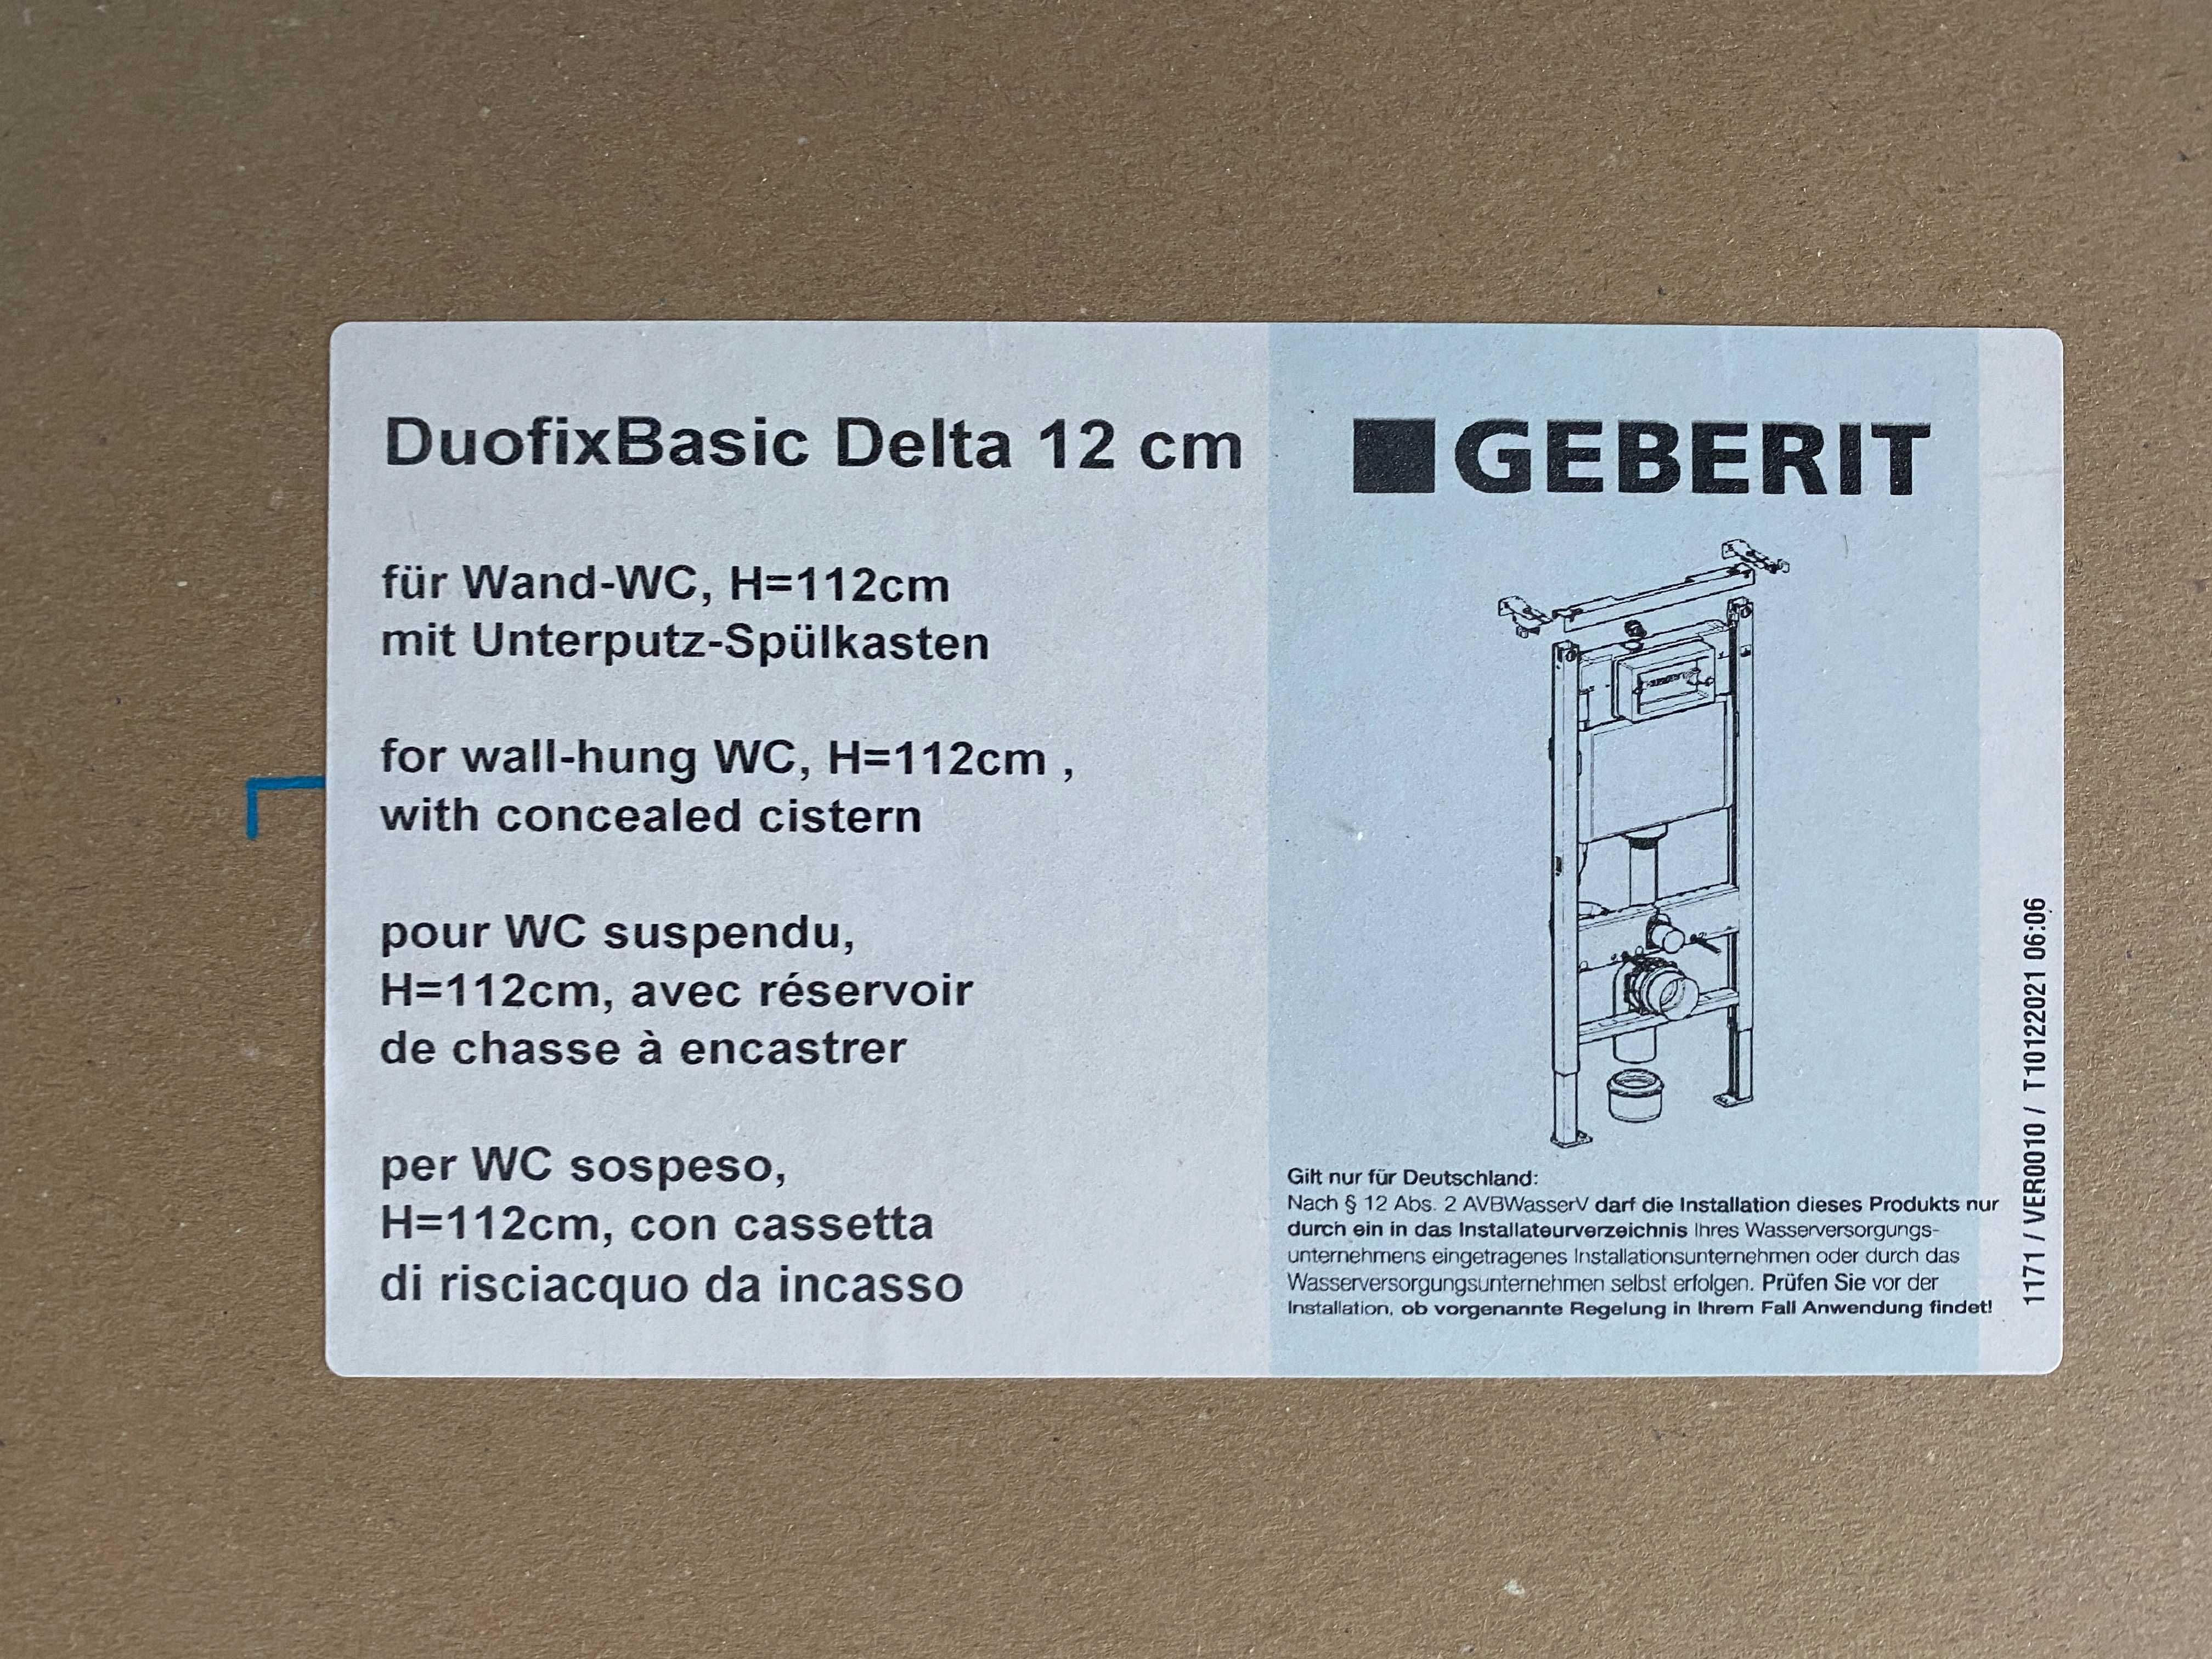 DuofixBasic Delta 12 cm
für Wand-WC, H=112cm
mit Unterputz-Spülkasten
for wall-hung WC, H=112cm ,
with concealed cistern
pour WC suspendu,
H=112cm, avec réservoir
de chasse à encastrer
per WC sospeso,
H=112cm, con cassetta
di risciacquo da incasso
GEBERIT
Gilt nur für Deutschland:
Nach § 12 Abs. 2 AVBWasserV darf die Installation dieses Produkts nur
durch ein in das Installateurverzeichnis Ihres Wasserversorgungs-
unternehmens eingetragenes Installationsunternehmen oder durch das
Wasserversorgungsunternehmen selbst erfolgen. Prüfen Sie vor der
Installation, ob vorgenannte Regelung in Ihrem Fall Anwendung findet!
1171 / VER0010 / T10122021 06:06